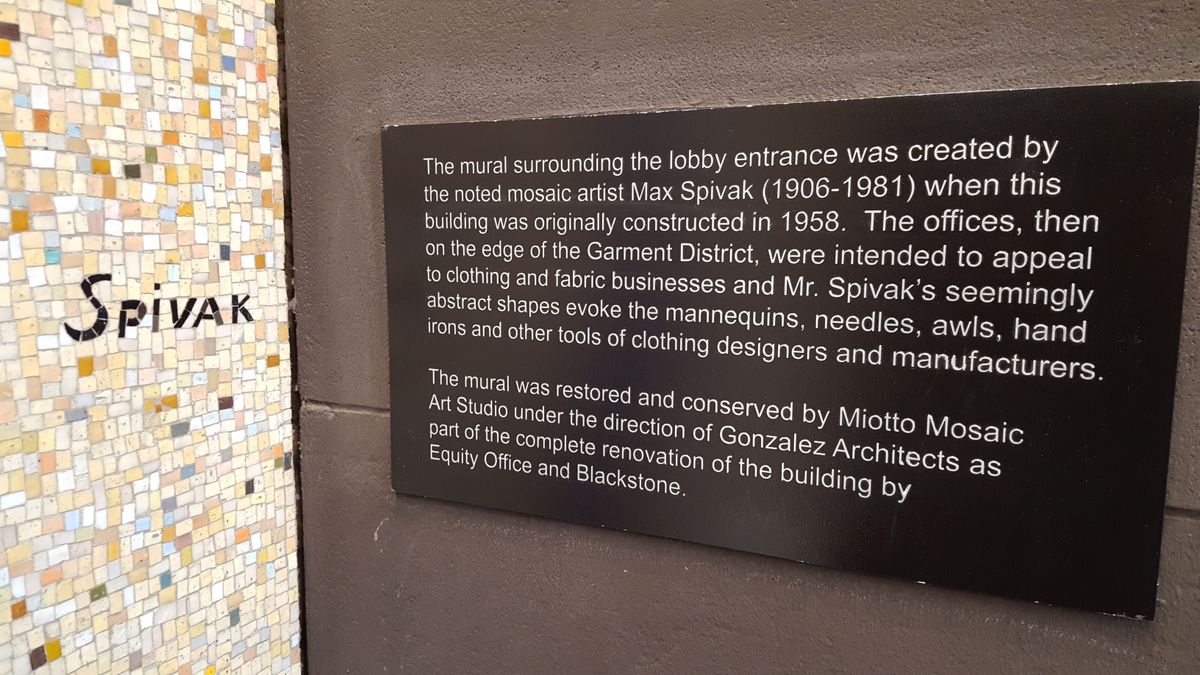 Spivak
The mural surrounding the lobby entrance was created by
the noted mosaic artist Max Spivak (1906-1981) when this
building was originally constructed in 1958.  The offices, then
on the edge of the Garment District, were intended to appeal
to clothing and fabric businesses and Mr. Spivak's seemingly
abstract shapes evoke the mannequins, needles, awls, hand
irons and other tools of clothing designers and manufacturers.
The mural was restored and conserved by Miotto Mosaic
Art Studio under the direction of Gonzalez Architects as
part of the complete renovation of the building by
Equity Office and Blackstone.